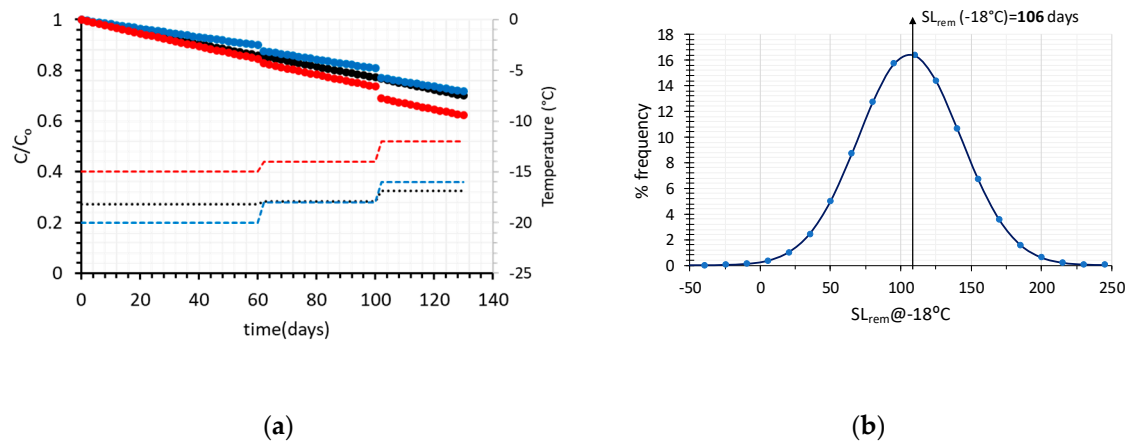 C/Cₒ
1
0.8
0.6
0.4
0.2
0
0
-5
-10
-15
-20
-25
Temperature (°C)
0 20 40 60 80 100 120 140
time(days)
(a)
SLrem (-18°C)=106 days
% frequency
18
16
14
12
10
8
6
4
2
0
-50 0 50 100 150 200 250
SLrem@-18°C
(b)